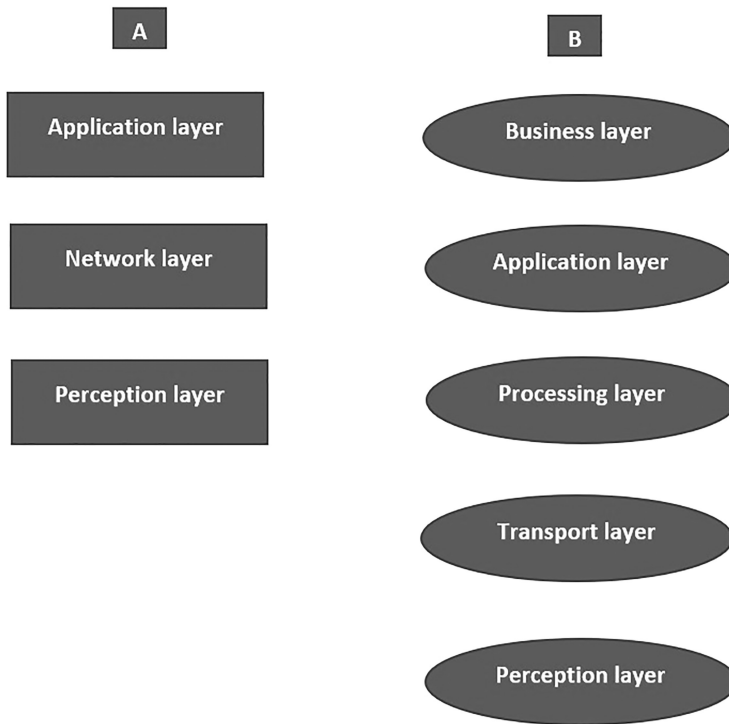 A
Application layer
Network layer
Perception layer
B
Business layer
Application layer
Processing layer
Transport layer
Perception layer